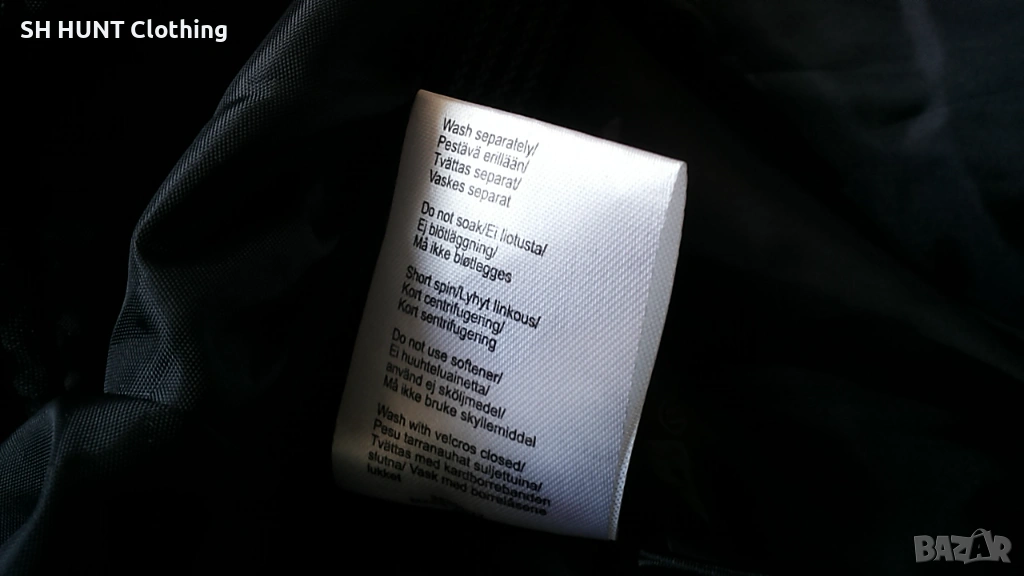 SH HUNT Clothing
Wash separately/
Pestävä erillään/
Tvättas separat/
Vaskes separat
Do not soak/Ei liotusta/
Ej blötläggning/
Må ikke bløtlegges
Short spin/Lyhyt linkous/
Kort centrifugering/
Kort sentrifugering
Do not use softener/
Ei huuhteluainetta/
använd ej sköljmedel/
Må ikke bruke skyllemiddel
Wash with velcros closed/
Pesu tarranauhat suljettuina/
Tvättas med kardborrebanden
slutna/ Vask med borrelåsene
lukket
BAZAR